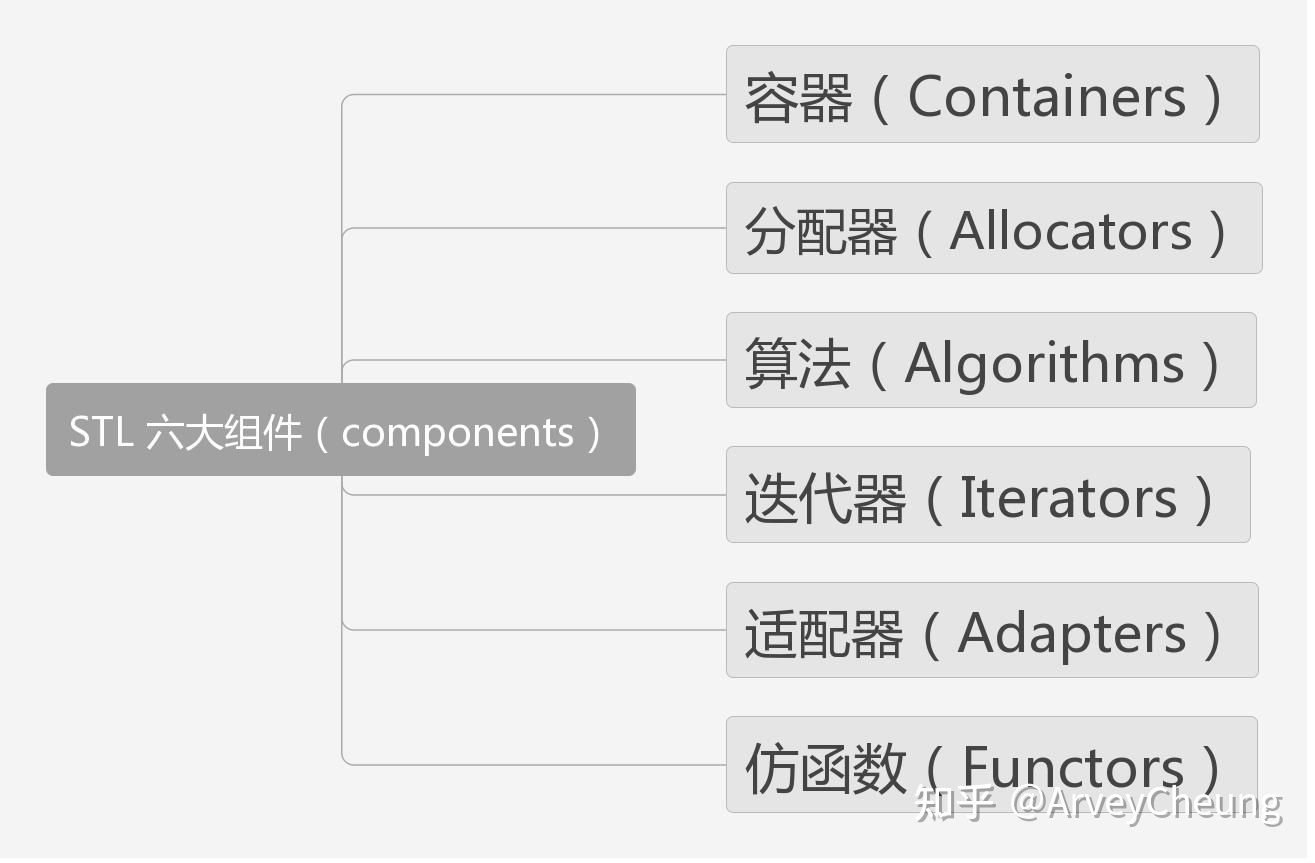 容器（Containers）
分配器（Allocators）
算法（Algorithms）
STL 六大组件（components）
迭代器（Iterators）
适配器（Adapters）
仿函数（Functors）
知乎 @ArveyCheung